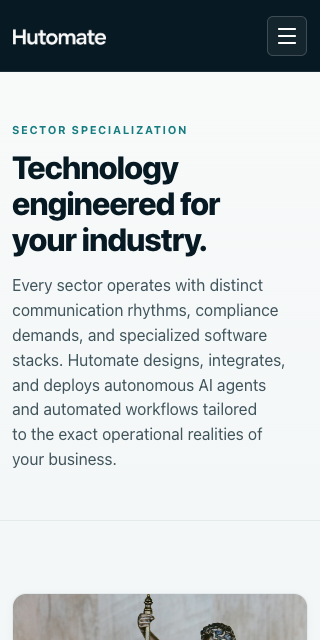 Hutomate
SECTOR SPECIALIZATION
Technology
engineered for
your industry.
Every sector operates with distinct
communication rhythms, compliance
demands, and specialized software
stacks. Hutomate designs, integrates,
and deploys autonomous AI agents
and automated workflows tailored
to the exact operational realities of
your business.